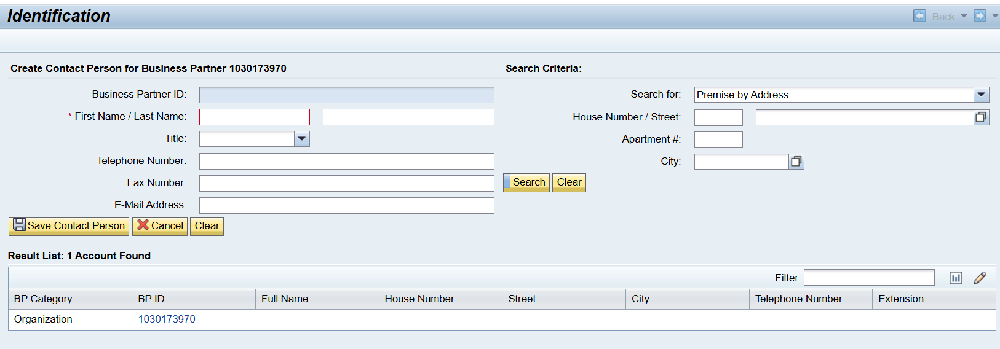 Identification
Back
Create Contact Person for Business Partner 1030173970
Business Partner ID:
* First Name / Last Name:
Title:
Telephone Number:
Fax Number:
E-Mail Address:
Save Contact Person Cancel Clear
Search Criteria:
Search for: Premise by Address
House Number / Street:
Apartment #:
City:
Search Clear
Result List: 1 Account Found
Filter:
BP Category BP ID Full Name House Number Street City Telephone Number Extension
Organization 1030173970